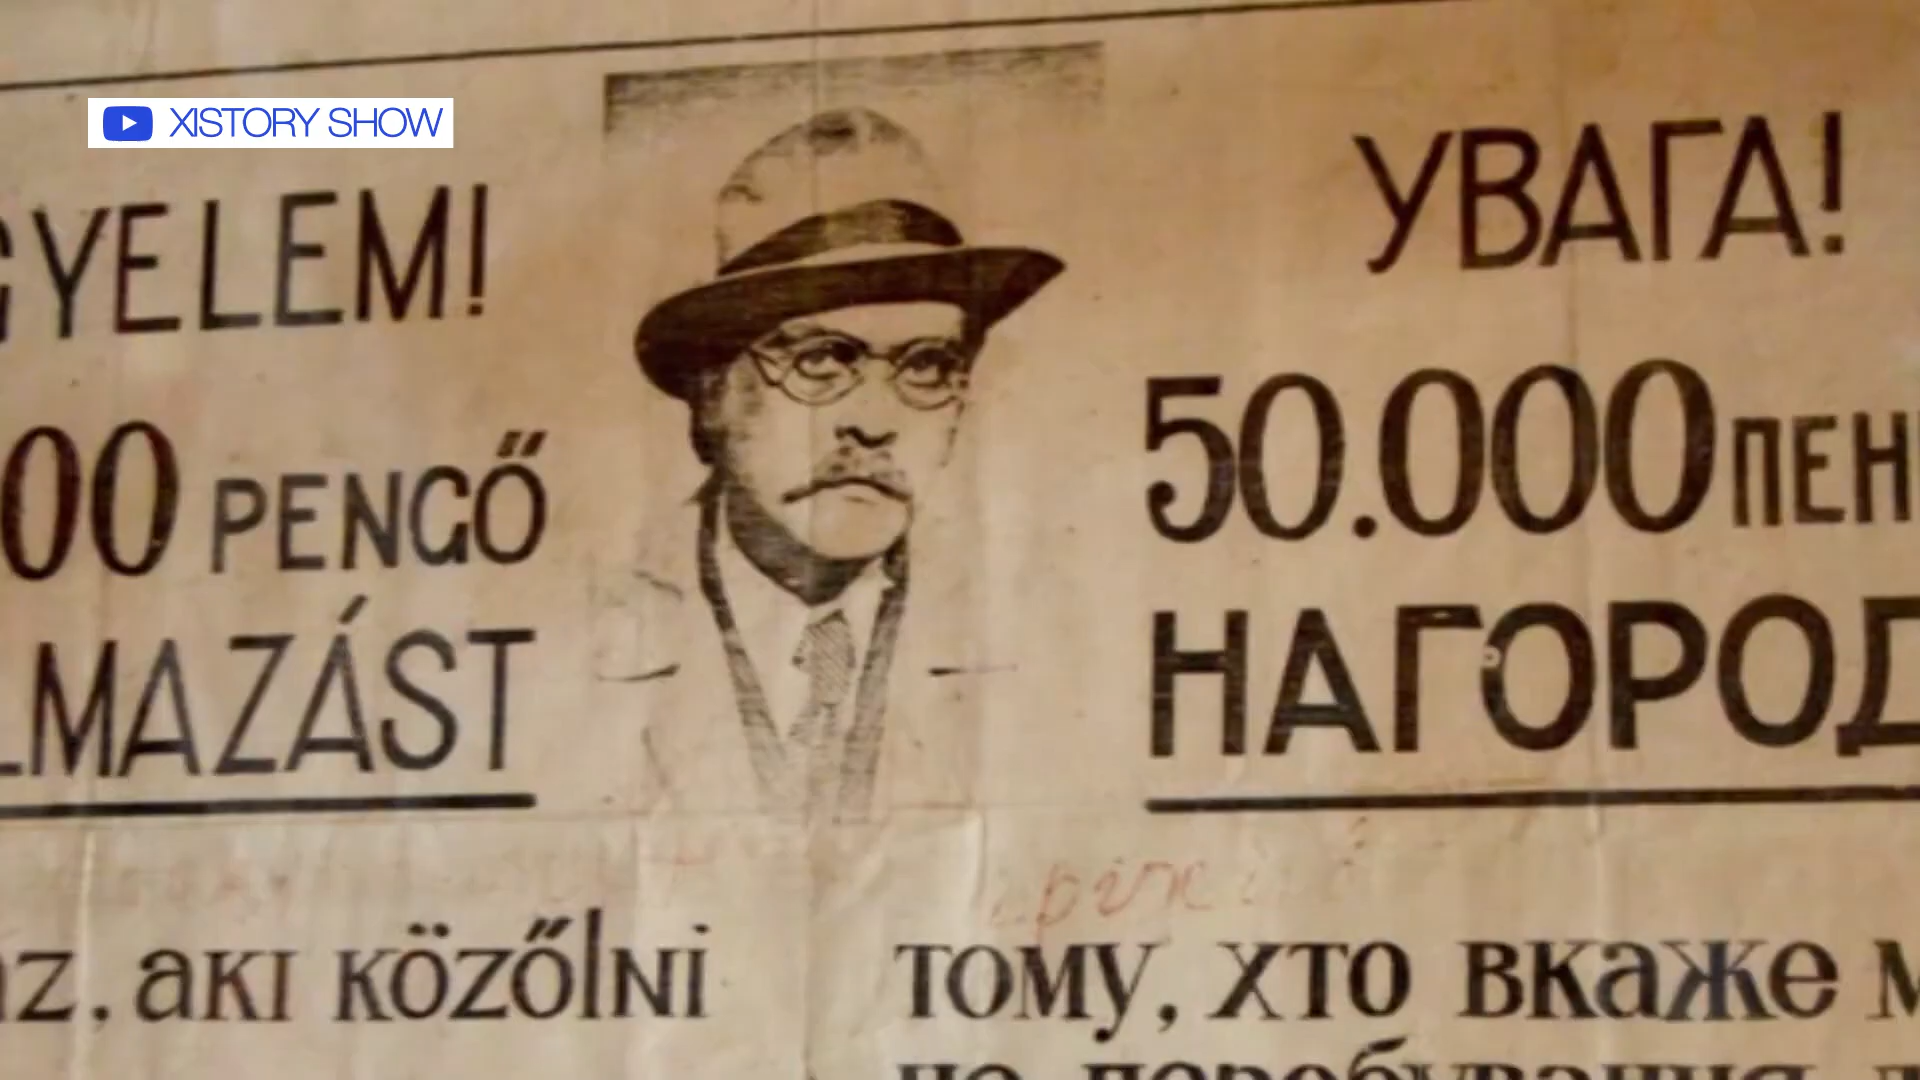 XISTORY SHOW
GYELEM!
00 PENGŐ
LMAZÁST
az, aki közőlni
УВАГА!
50.000 ПЕН
НАГОРОД
тому, хто вкаже м